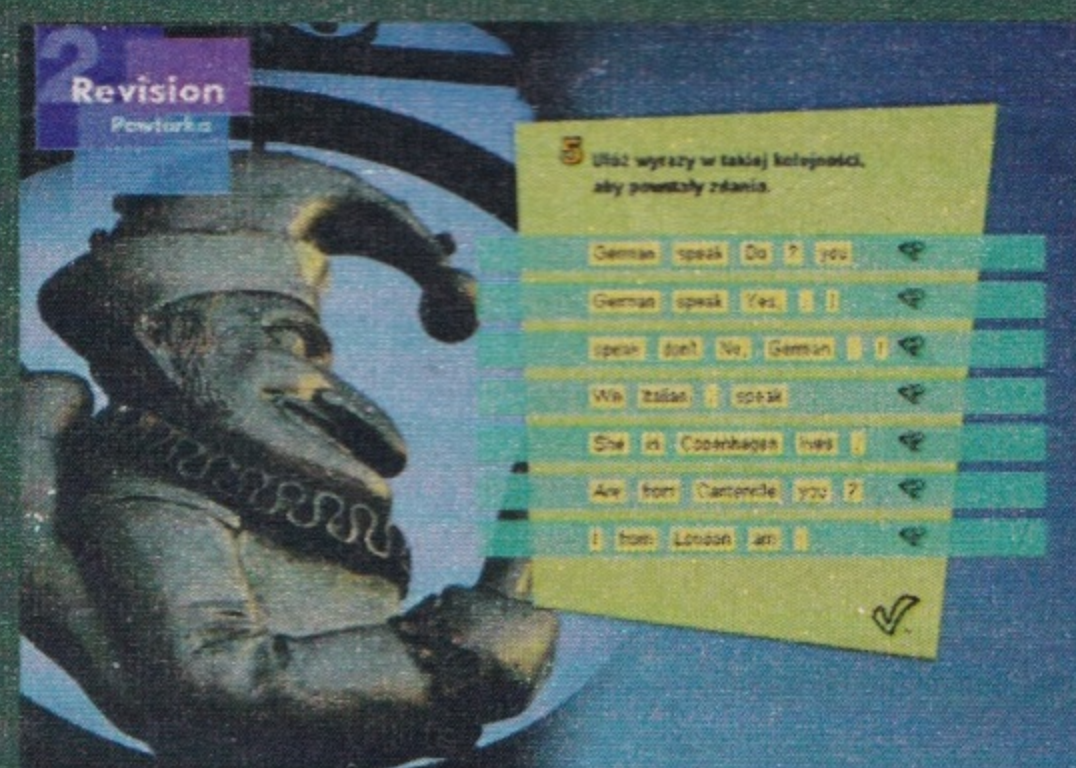 2
Revision
Powtórka
5 Ułóż wyrazy w takiej kolejności,
aby powstały zdania.
German speak Do ? you
German speak Yes, . I
speak don't No, German . I
We Italian . speak
She in Copenhagen lives .
Are from you ?
I from London am .